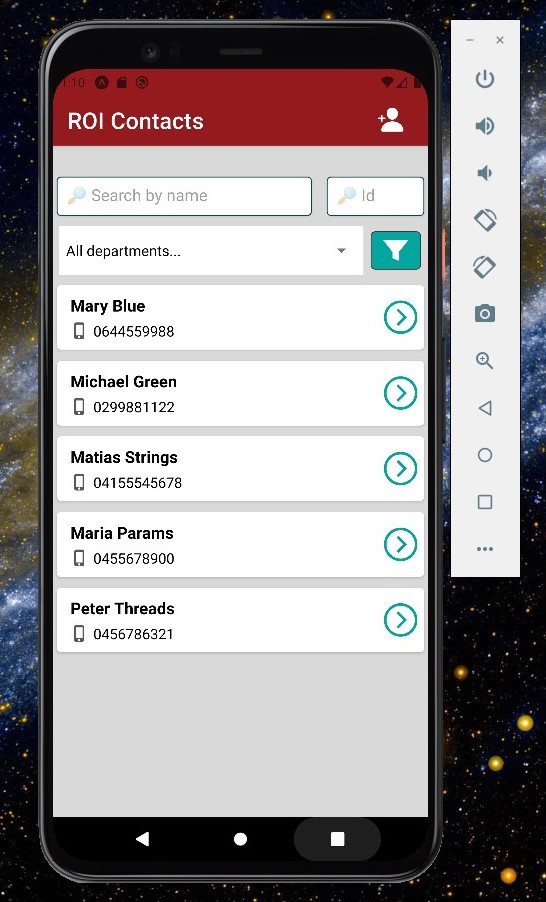 1:10
ROI Contacts
Search by name
Id
All departments...
Mary Blue
0644559988
Michael Green
0299881122
Matias Strings
04155545678
Maria Params
0455678900
Peter Threads
0456786321